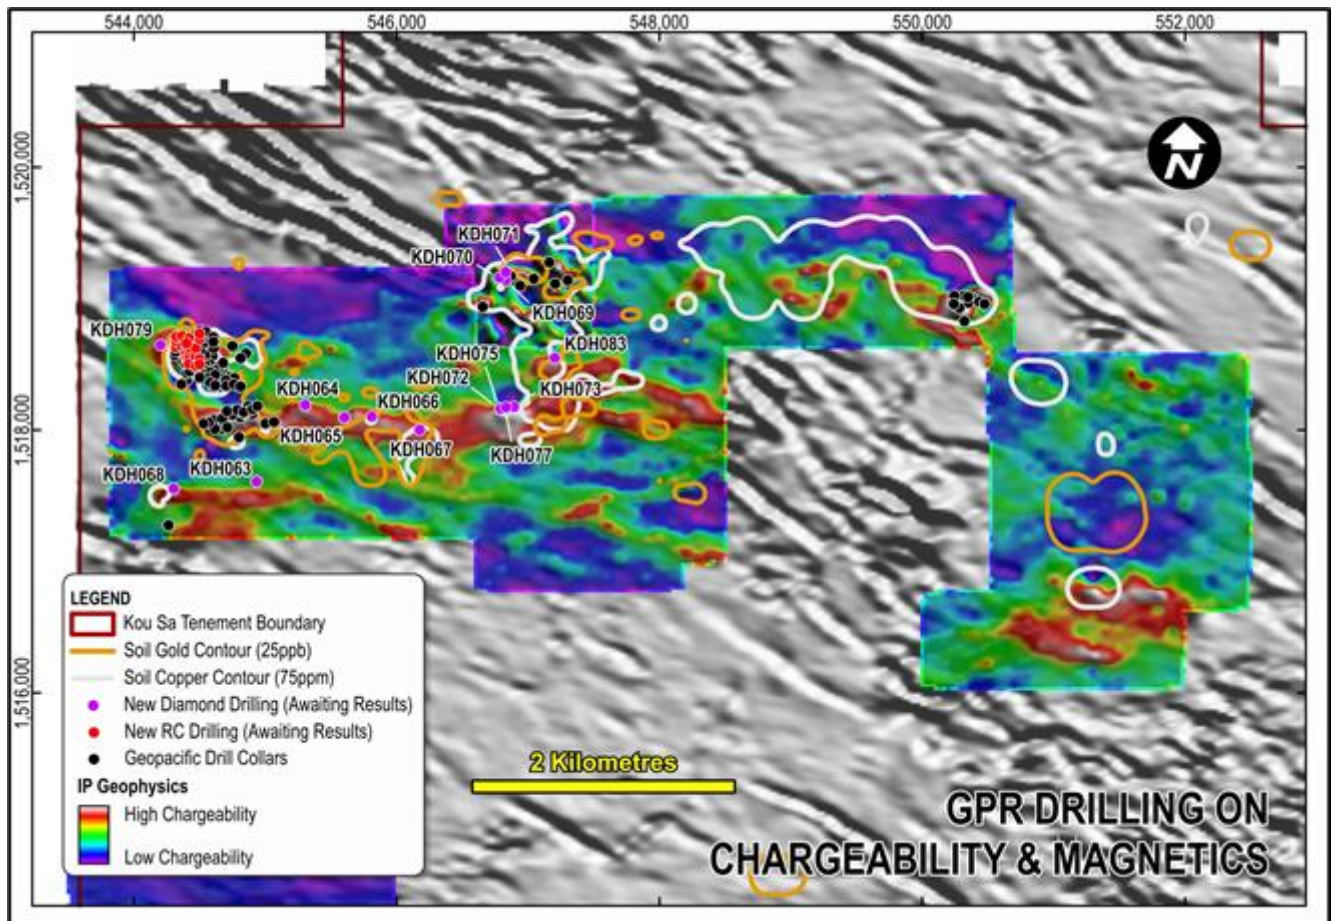 544,000
546,000
548,000
550,000
552,000
1,520,000
N
KDH071
KDH070
KDH069
KDH079
KDH075
KDH083
KDH072
KDH064
KDH073
KDH066
KDH065
KDH067
KDH077
KDH068
KDH063
1,518,000
1,516,000
LEGEND
Kou Sa Tenement Boundary
Soil Gold Contour (25ppb)
Soil Copper Contour (75ppm)
New Diamond Drilling (Awaiting Results)
New RC Drilling (Awaiting Results)
Geopacific Drill Collars
IP Geophysics
High Chargeability
Low Chargeability
2 Kilometres
GPR DRILLING ON
CHARGEABILITY & MAGNETICS